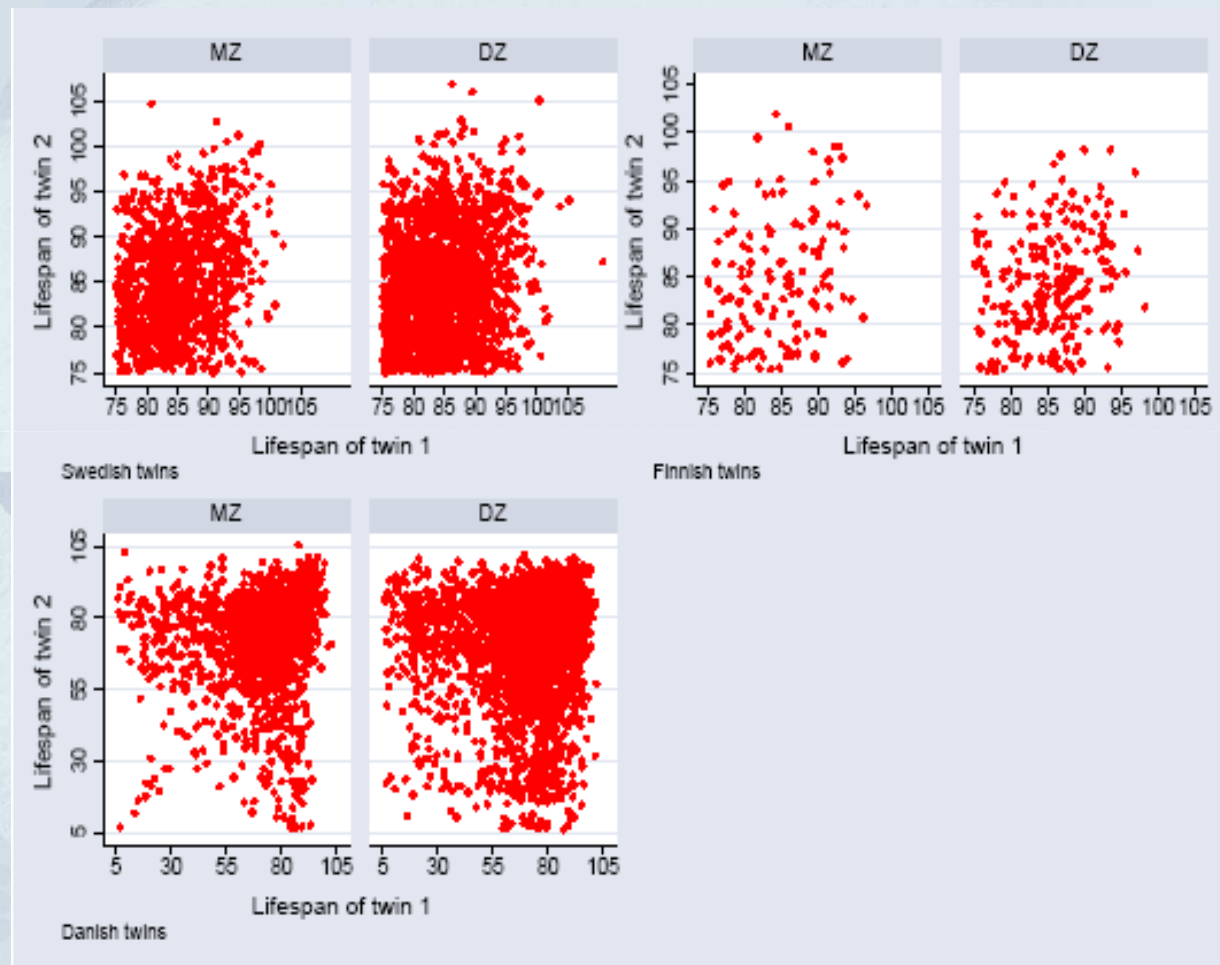 MZ DZ
Lifespan of twin 2
105
100
95
90
85
80
75
75 80 85 90 95 100105 75 80 85 90 95 100105
Lifespan of twin 1
Swedish twins
MZ DZ
Lifespan of twin 2
105
100
95
90
85
80
75
75 80 85 90 95 100 105 75 80 85 90 95 100 105
Lifespan of twin 1
Finnish twins
MZ DZ
Lifespan of twin 2
105
80
55
30
5
5 30 55 80 105 5 30 55 80 105
Lifespan of twin 1
Danish twins